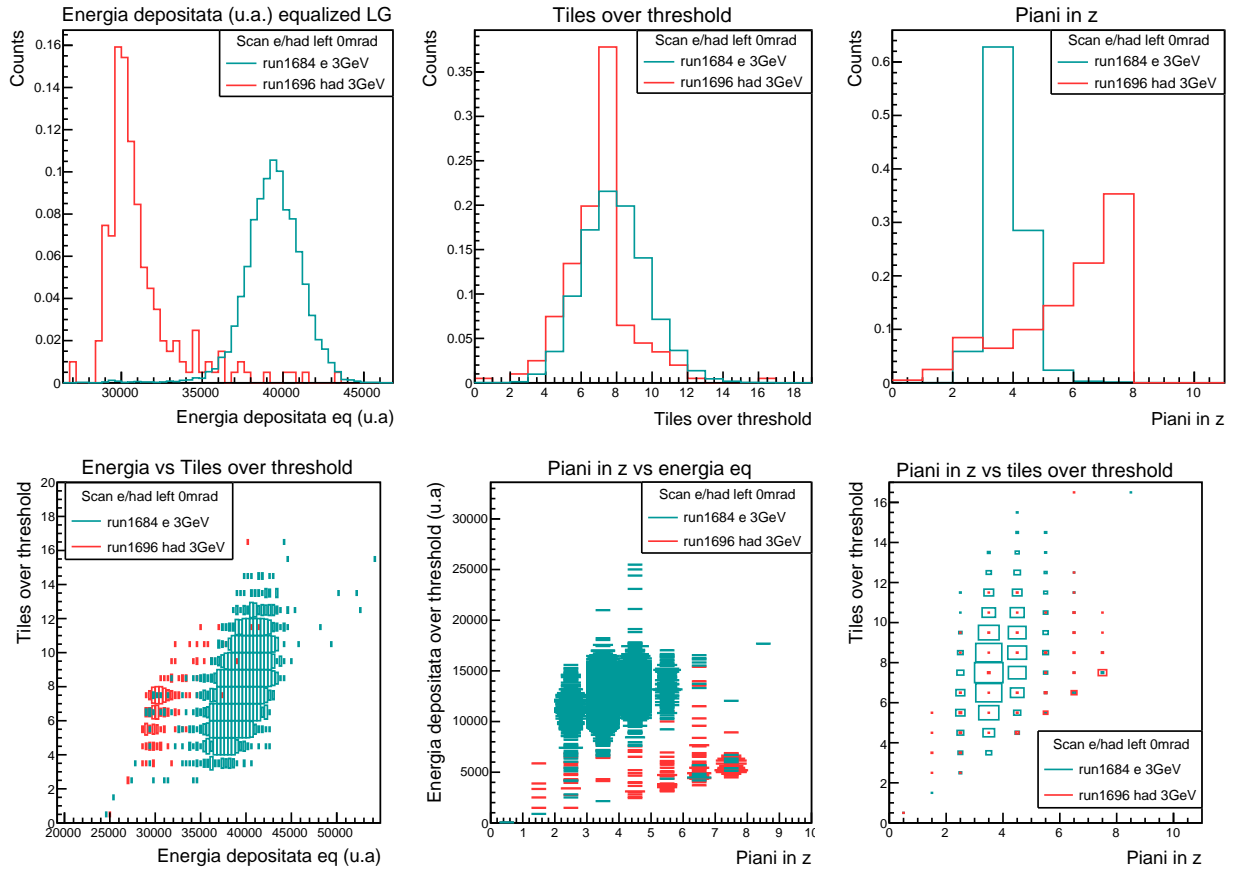 Energia depositata (u.a.) equalized LG
Counts
0.16
0.14
0.12
0.1
0.08
0.06
0.04
0.02
0
30000
35000
40000
45000
Energia depositata eq (u.a)
Scan e/had left 0mrad
run1684 e 3GeV
run1696 had 3GeV
Tiles over threshold
Counts
0.35
0.3
0.25
0.2
0.15
0.1
0.05
0
0 2 4 6 8 10 12 14 16 18
Tiles over threshold
Scan e/had left 0mrad
run1684 e 3GeV
run1696 had 3GeV
Piani in z
Counts
0.6
0.5
0.4
0.3
0.2
0.1
0
0 2 4 6 8 10
Piani in z
Scan e/had left 0mrad
run1684 e 3GeV
run1696 had 3GeV
Energia vs Tiles over threshold
Tiles over threshold
20
18
16
14
12
10
8
6
4
2
0
20000 25000 30000 35000 40000 45000 50000
Energia depositata eq (u.a)
Scan e/had left 0mrad
run1684 e 3GeV
run1696 had 3GeV
Piani in z vs energia eq
Energia depositata over threshold (u.a)
30000
25000
20000
15000
10000
5000
0
0 1 2 3 4 5 6 7 8 9 10
Piani in z
Scan e/had left 0mrad
run1684 e 3GeV
run1696 had 3GeV
Piani in z vs tiles over threshold
Tiles over threshold
16
14
12
10
8
6
4
2
0
0 2 4 6 8 10
Piani in z
Scan e/had left 0mrad
run1684 e 3GeV
run1696 had 3GeV